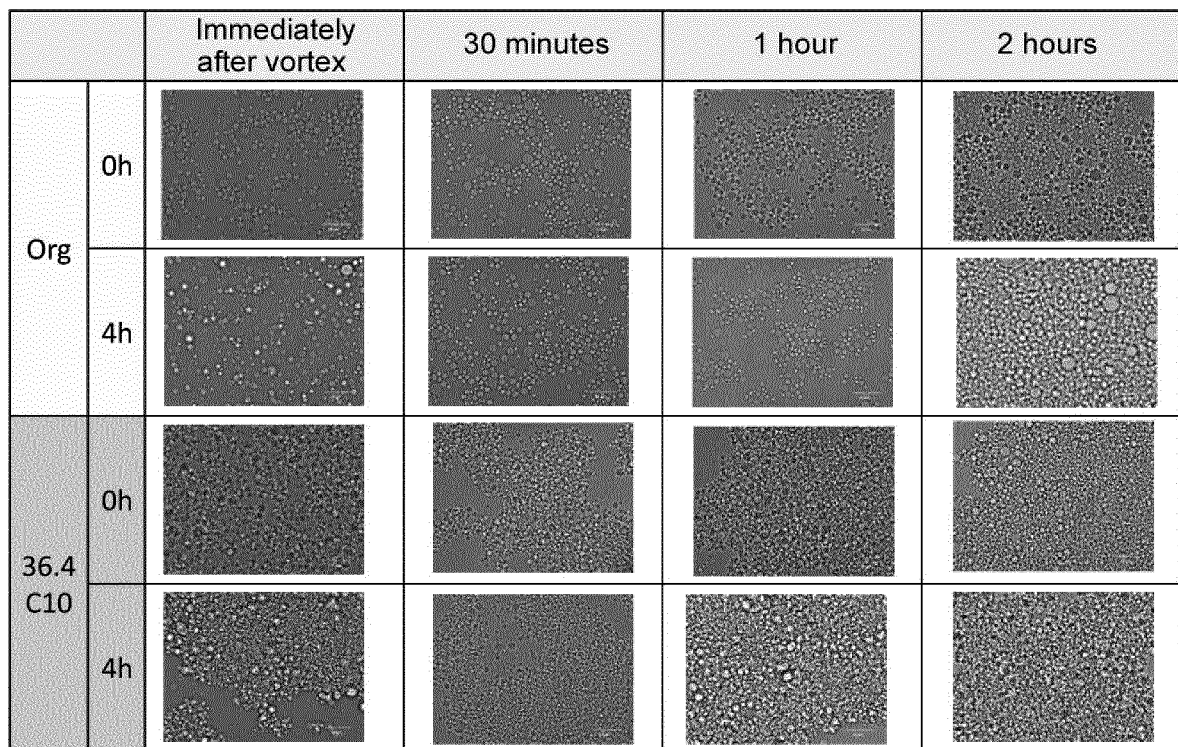 Immediately
after vortex
30 minutes
1 hour
2 hours
Org
0h
4h
36.4
C10
0h
4h